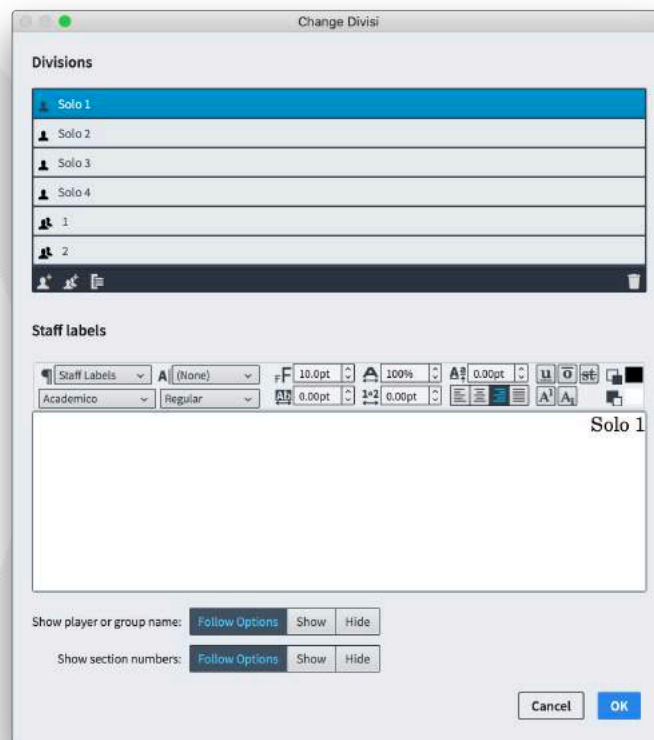 Change Divisi
Divisions
Solo 1
Solo 2
Solo 3
Solo 4
1
2
Staff labels
Staff Labels (None) 10.0pt 100% 0.00pt
Academico Regular 0.00pt 0.00pt
Solo 1
Show player or group name: Follow Options Show Hide
Show section numbers: Follow Options Show Hide
Cancel OK